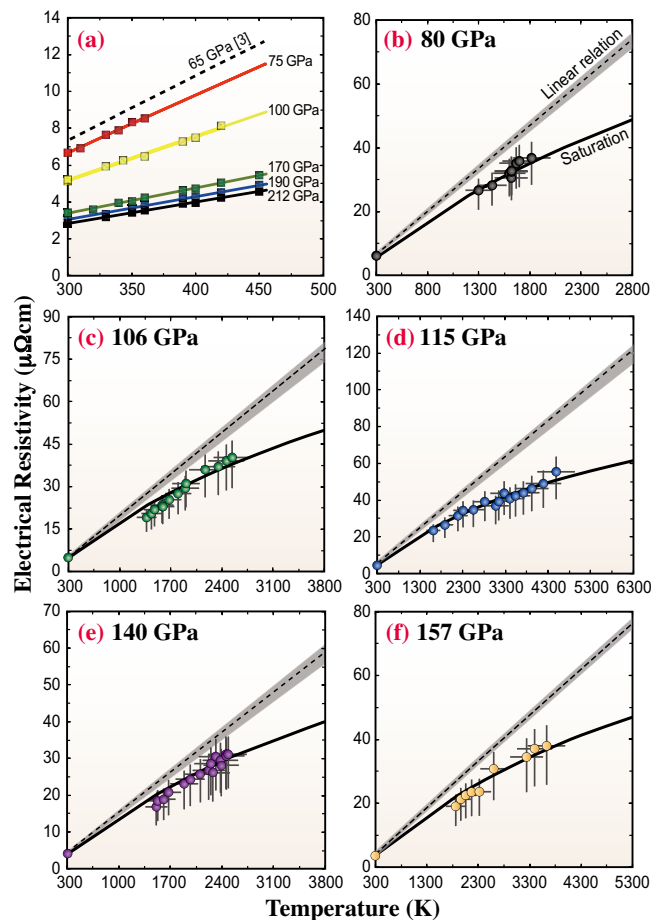 (a)
14
12
10
8
6
4
2
0
65 GPa [3]
75 GPa
100 GPa
170 GPa
190 GPa
212 GPa
300 350 400 450 500
(b) 80 GPa
80
60
40
20
0
Linear relation
Saturation
300 800 1300 1800 2300 2800
Electrical Resistivity (μΩcm)
(c) 106 GPa
90
75
60
45
30
15
0
300 1000 1700 2400 3100 3800
(d) 115 GPa
140
120
100
80
60
40
20
0
300 1300 2300 3300 4300 5300 6300
(e) 140 GPa
70
60
50
40
30
20
10
0
300 1000 1700 2400 3100 3800
(f) 157 GPa
80
60
40
20
0
300 1300 2300 3300 4300 5300
Temperature (K)